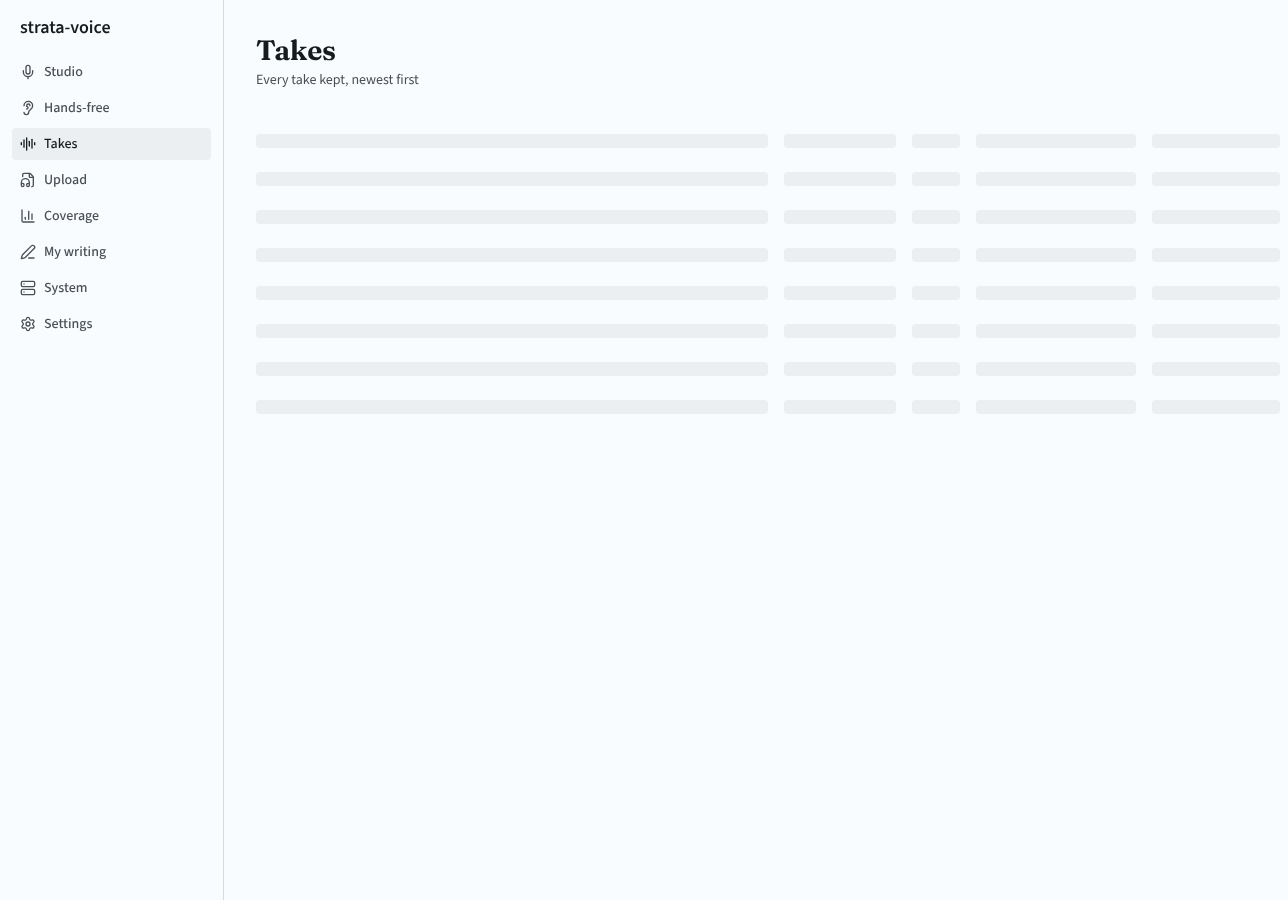 strata-voice
Studio
Hands-free
Takes
Upload
Coverage
My writing
System
Settings
Takes
Every take kept, newest first